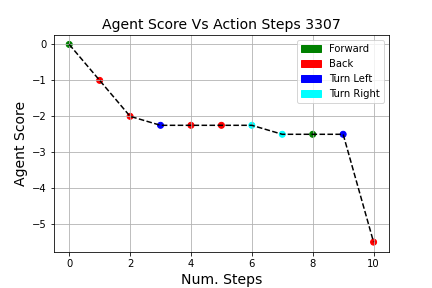 Agent Score Vs Action Steps 3307
Forward
Back
Turn Left
Turn Right
Agent Score
0
−1
−2
−3
−4
−5
0 2 4 6 8 10
Num. Steps